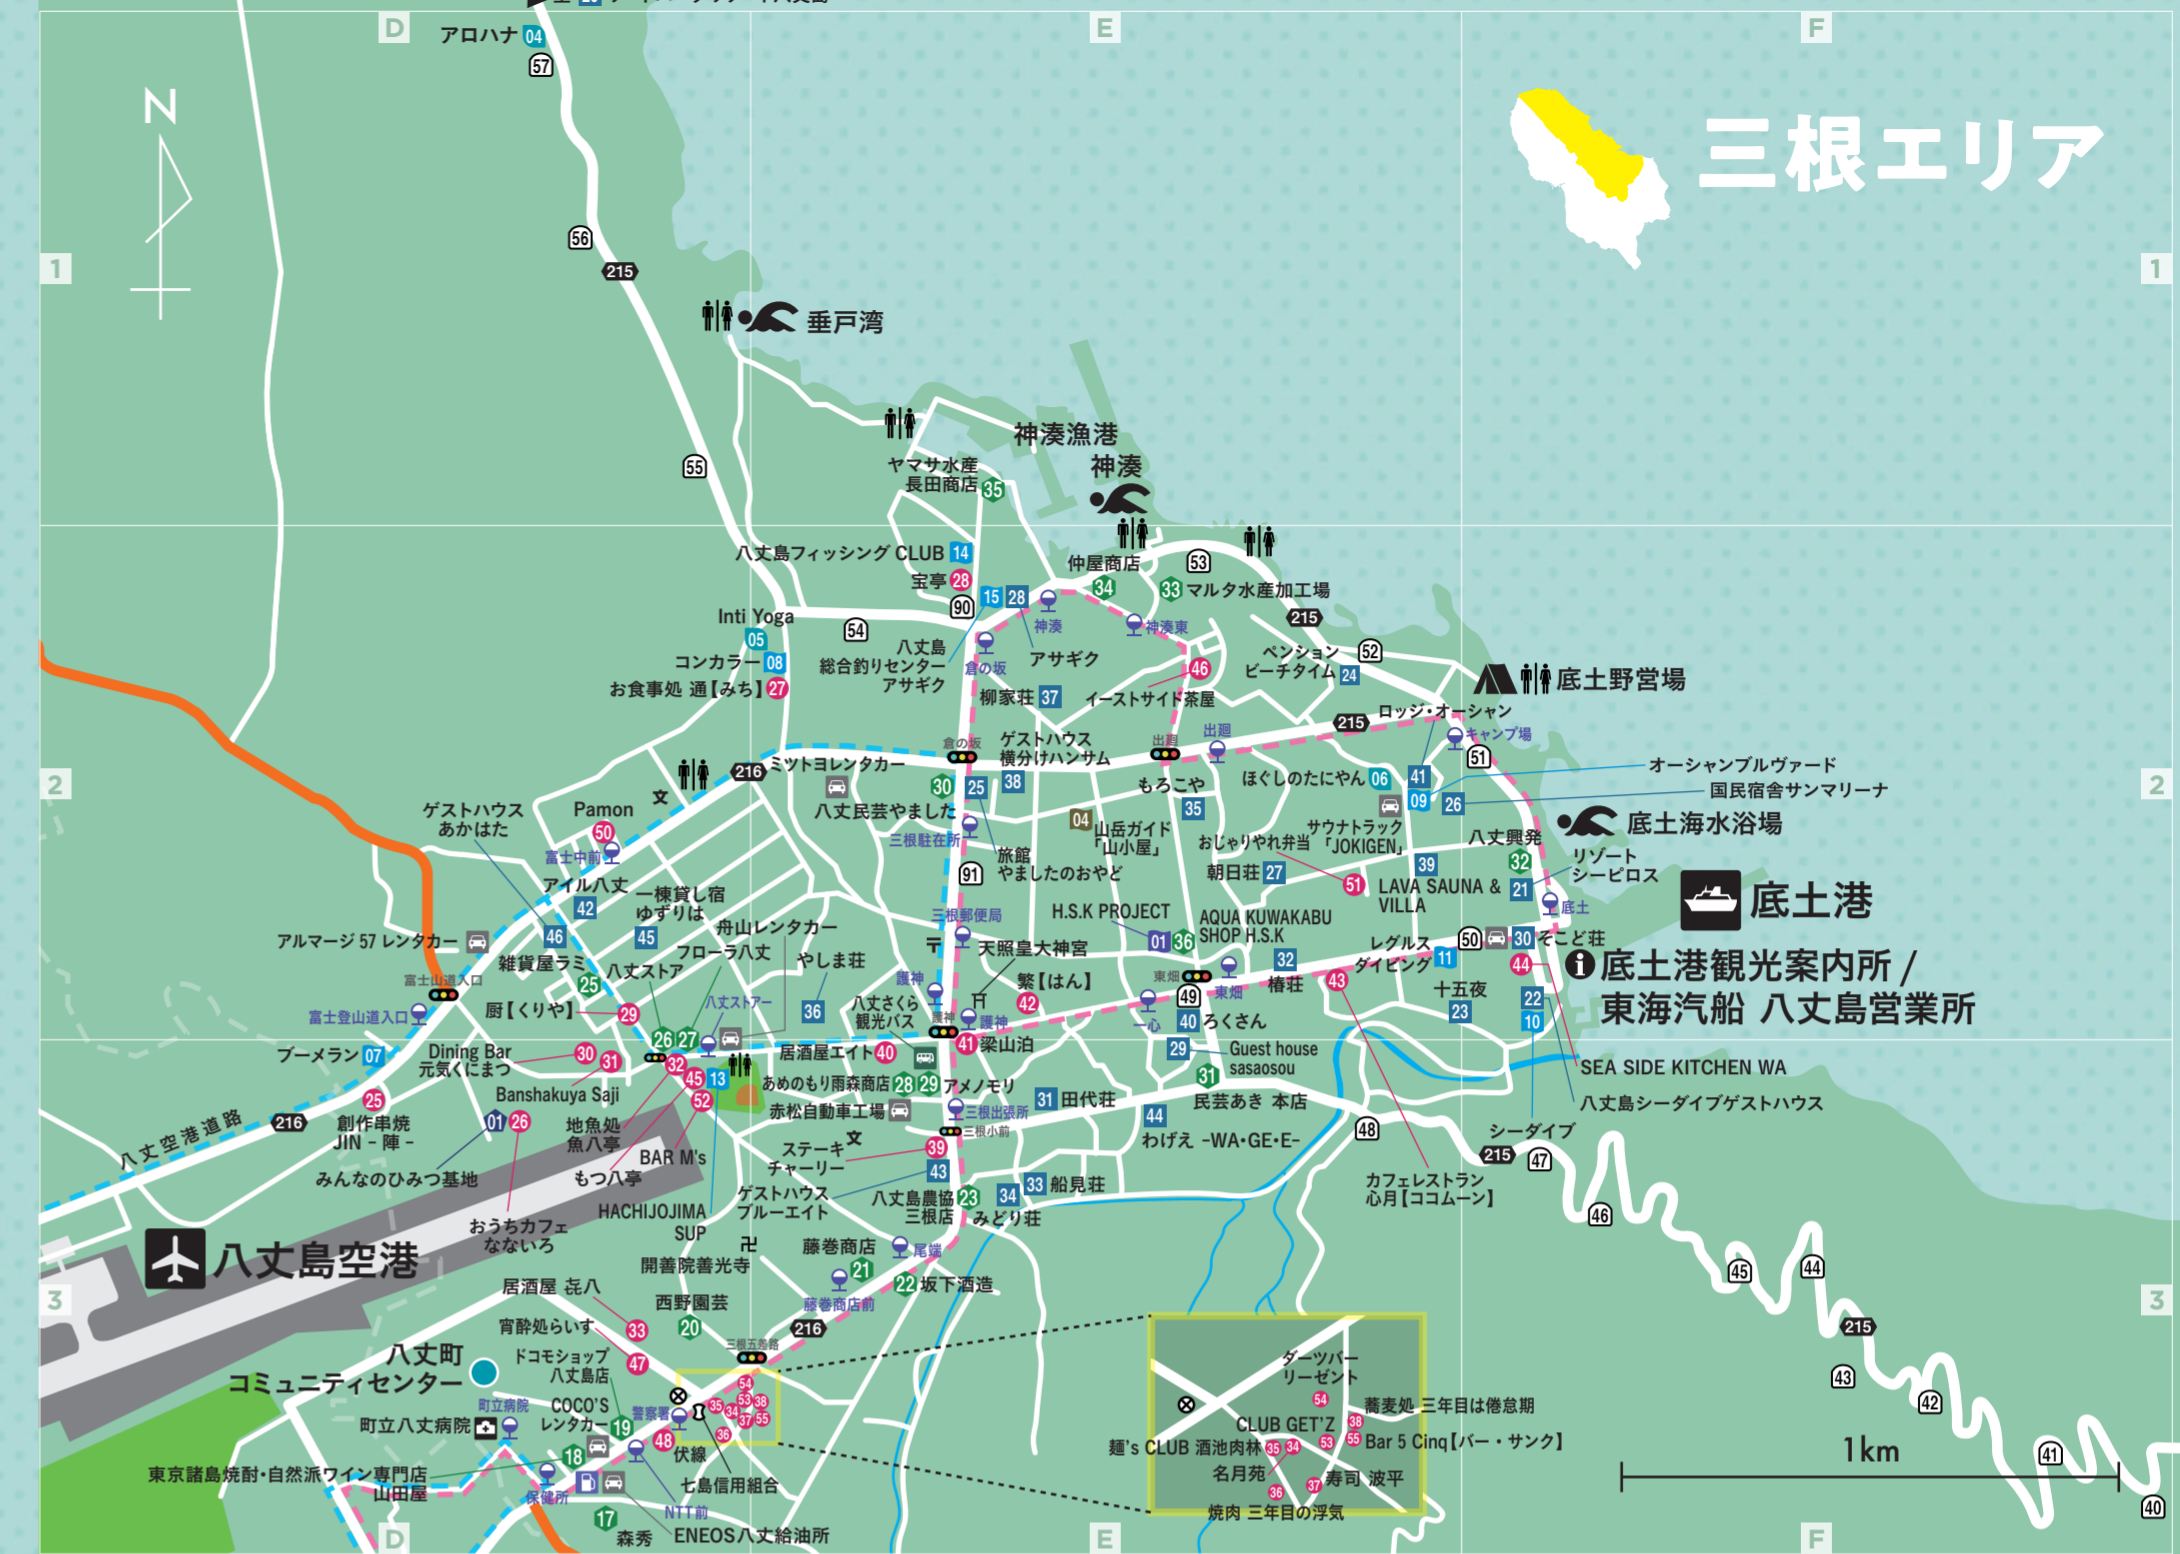 D
E
F
アロハナ 04
57
N
三根エリア
56
1
1
215
垂戸湾
神湊漁港
神湊
55
ヤマサ水産
長田商店 35
八丈島フィッシング CLUB 14
宝亭 28
仲屋商店
34
53
33 マルタ水産加工場
90
15 28
神湊
神湊東
215
Inti Yoga
05
54
コンカラー 08
お食事処 通【みち】 27
八丈島
総合釣りセンター
アサギク
倉の坂
アサギク
46
イーストサイド茶屋
柳家荘 37
ペンション
ビーチタイム 24
52
底土野営場
215
ロッジ・オーシャン
キャンプ場
51
出廻
出廻
倉の坂
ゲストハウス
横分けハンサム
38
216
ミツトヨレンタカー
30
25
八丈民芸やました
三根駐在所
もろこや
35
ほぐしのたにやん 06
41
09
26
オーシャンブルヴァード
国民宿舎サンマリーナ
2
2
文
ゲストハウス
あかはた
Pamon
50
富士中前
04
山岳ガイド
「山小屋」
おじゃりやれ弁当
サウナトラック
「JOKIGEN」
八丈興発
32
底土海水浴場
リゾート
シーピロス
旅館
やましたのおやど
91
朝日荘 27
51
39
LAVA SAUNA &
VILLA
21
底土
底土港
アイル八丈
42
一棟貸し宿
ゆずりは
45
46
舟山レンタカー
フローラ八丈
アルマージ 57 レンタカー
富士山道入口
雑貨屋ラミ
25
八丈ストア
やしま荘
36
三根郵便局
〒
天照皇大神宮
H.S.K PROJECT
01 36
AQUA KUWAKABU
SHOP H.S.K
レグルス
ダイビング 11
50
30 そこど荘
44
底土港観光案内所 /
東海汽船 八丈島営業所
富士登山道入口
厨【くりや】 29
26 27
八丈ストアー
護神
八丈さくら
観光バス
護神
護神
繁【はん】
42
東畑
東畑
49
32
椿荘
43
十五夜
23
22
10
一心
40 ろくさん
ブーメラン 07
Dining Bar
元気くにまつ
30 31
32
45
13
52
居酒屋エイト 40
41 梁山泊
29
Guest house
sasaosou
SEA SIDE KITCHEN WA
Banshakuya Saji
あめのもり雨森商店 28 29 アメノモリ
31
民芸あき 本店
八丈島シーダイブゲストハウス
25
創作串焼
JIN - 陣 -
01 26
地魚処
魚八亭
赤松自動車工場
三根出張所
三根小前
31 田代荘
44
わげえ -WA・GE・E-
48
シーダイブ
47
215
八丈空港道路
216
BAR M's
もつ八亭
ステーキ
チャーリー
文
39
43
みんなのひみつ基地
ゲストハウス
ブルーエイト
HACHIJOJIMA
SUP
八丈島農協
三根店
23
34 33 船見荘
みどり荘
カフェレストラン
心月【ココムーン】
46
おうちカフェ
なないろ
八丈島空港
卍
開善院善光寺
藤巻商店
21
尾端
藤巻商店前
22 坂下酒造
45
44
居酒屋 㐂八
33
西野園芸
20
3
3
宵酔処らいす
47
216
三根五差路
215
43
42
八丈町
コミュニティセンター
ドコモショップ
八丈島店
COCO'S
レンタカー
19
町立病院
町立八丈病院
警察署
48
伏線
54
53 38
35 34 37 55
36
ダーツバー
リーゼント
54
蕎麦処 三年目は倦怠期
38
CLUB GET'Z
53
55 Bar 5 Cinq【バー・サンク】
麺's CLUB 酒池肉林 35 34
名月苑
36
37 寿司 波平
焼肉 三年目の浮気
1km
41
40
18
東京諸島焼酎・自然派ワイン専門店
山田屋
保健所
七島信用組合
NTT前
17
森秀
ENEOS八丈給油所
D
E
F